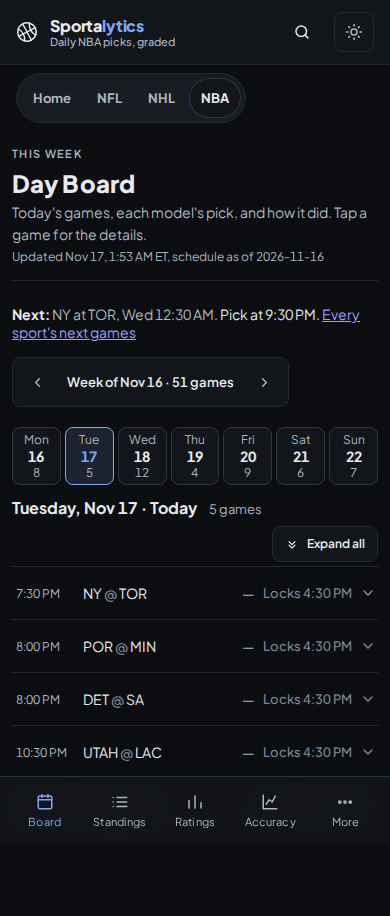 Sportalytics
Daily NBA picks, graded
Home NFL NHL NBA
THIS WEEK
Day Board
Today's games, each model's pick, and how it did. Tap a
game for the details.
Updated Nov 17, 1:53 AM ET, schedule as of 2026-11-16
Next: NY at TOR, Wed 12:30 AM. Pick at 9:30 PM. Every
sport's next games
Week of Nov 16 · 51 games
Mon Tue Wed Thu Fri Sat Sun
16 17 18 19 20 21 22
8 5 12 4 9 6 7
Tuesday, Nov 17 · Today 5 games
Expand all
7:30 PM NY @ TOR — Locks 4:30 PM
8:00 PM POR @ MIN — Locks 4:30 PM
8:00 PM DET @ SA — Locks 4:30 PM
10:30 PM UTAH @ LAC — Locks 4:30 PM
Board Standings Ratings Accuracy More